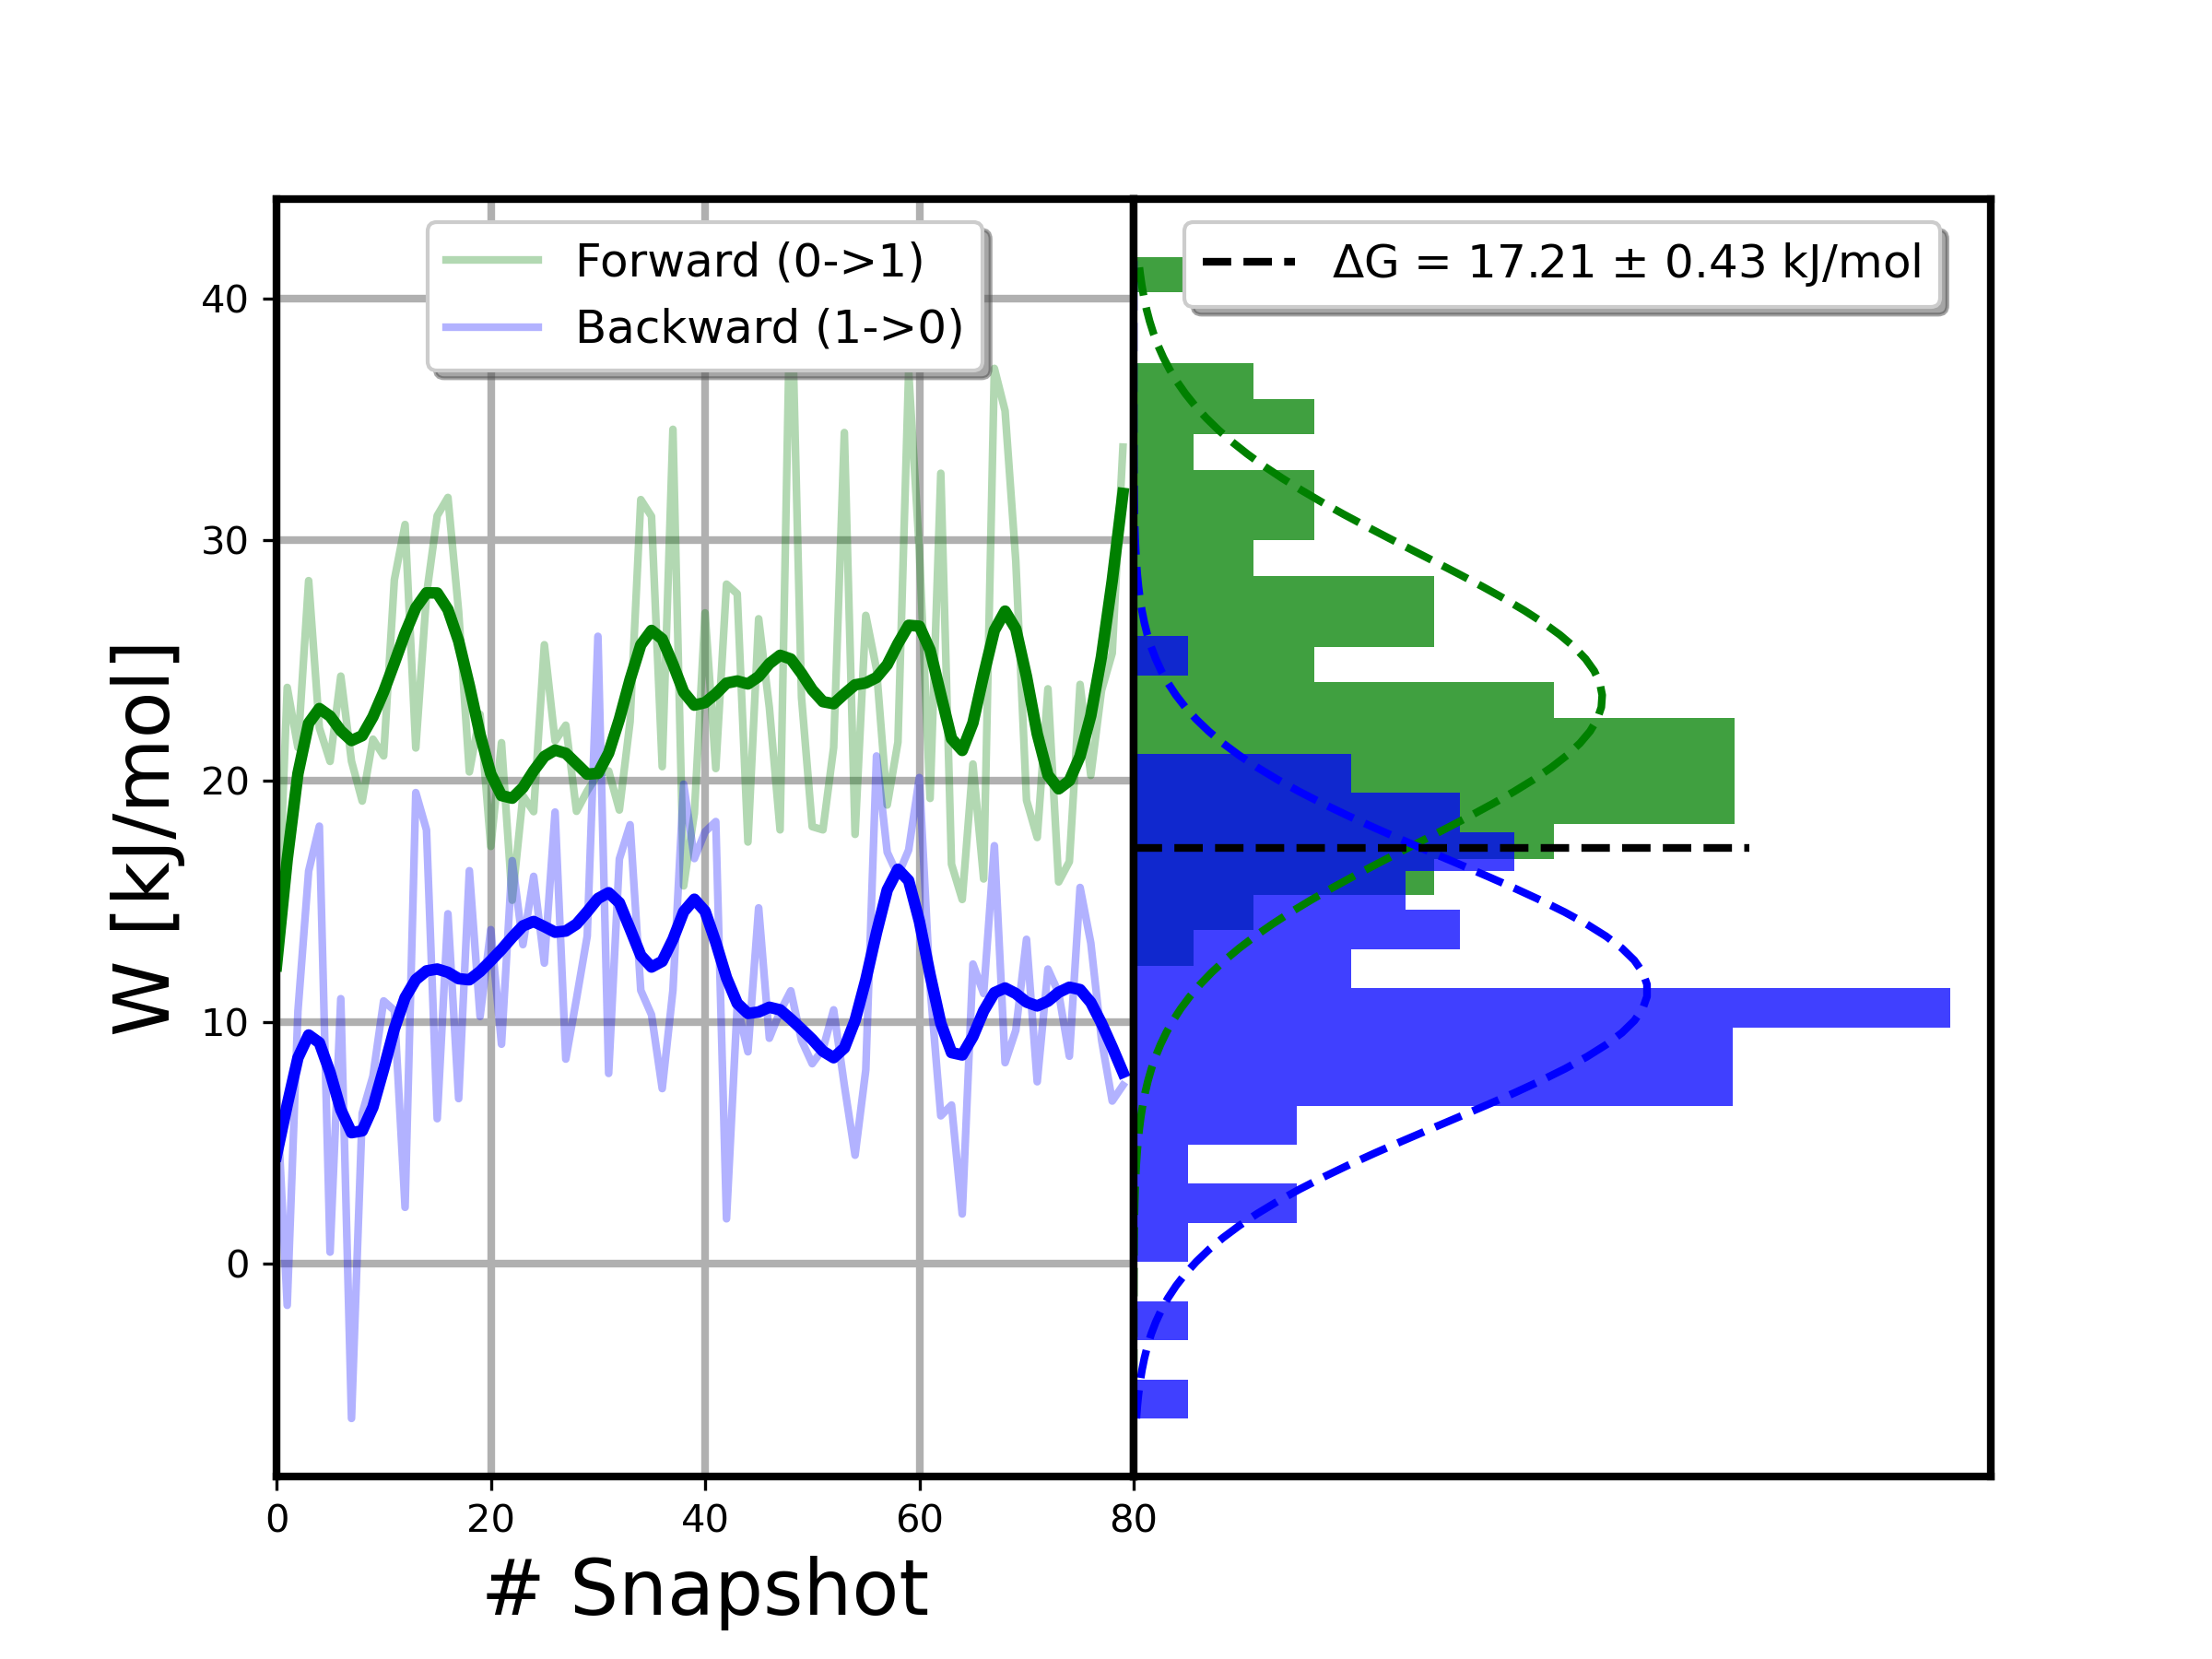 Forward (0->1)
Backward (1->0)
ΔG = 17.21 ± 0.43 kJ/mol
40
30
20
10
0
W [kJ/mol]
0 20 40 60 80
# Snapshot